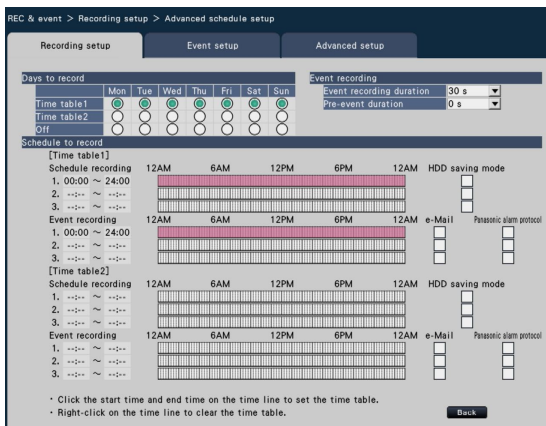 REC & event > Recording setup > Advanced schedule setup
Recording setup Event setup Advanced setup
Days to record Event recording
Mon Tue Wed Thu Fri Sat Sun Event recording duration 30 s
Time table1 Pre-event duration 0 s
Time table2
Off
Schedule to record
[Time table1]
Schedule recording 12AM 6AM 12PM 6PM 12AM HDD saving mode
1. 00:00 ~ 24:00
2. --:-- ~ --:--
3. --:-- ~ --:--
Event recording 12AM 6AM 12PM 6PM 12AM e-Mail Panasonic alarm protocol
1. 00:00 ~ 24:00
2. --:-- ~ --:--
3. --:-- ~ --:--
[Time table2]
Schedule recording 12AM 6AM 12PM 6PM 12AM HDD saving mode
1. --:-- ~ --:--
2. --:-- ~ --:--
3. --:-- ~ --:--
Event recording 12AM 6AM 12PM 6PM 12AM e-Mail Panasonic alarm protocol
1. --:-- ~ --:--
2. --:-- ~ --:--
3. --:-- ~ --:--
・Click the start time and end time on the time line to set the time table.
・Right-click on the time line to clear the time table.
Back